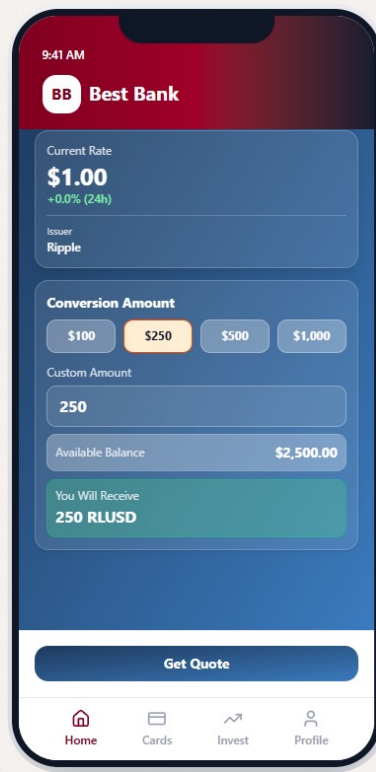 9:41 AM
BB Best Bank
Current Rate
$1.00
+0.0% (24h)
Issuer
Ripple
Conversion Amount
$100 $250 $500 $1,000
Custom Amount
250
Available Balance $2,500.00
You Will Receive
250 RLUSD
Get Quote
Home Cards Invest Profile